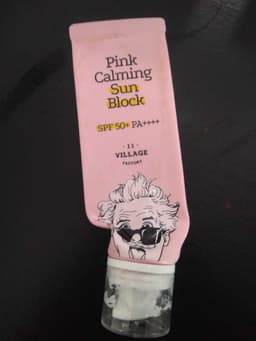 Pink
Calming
Sun
Block
SPF 50+ PA++++
· 11 ·
VILLAGE
FACTORY